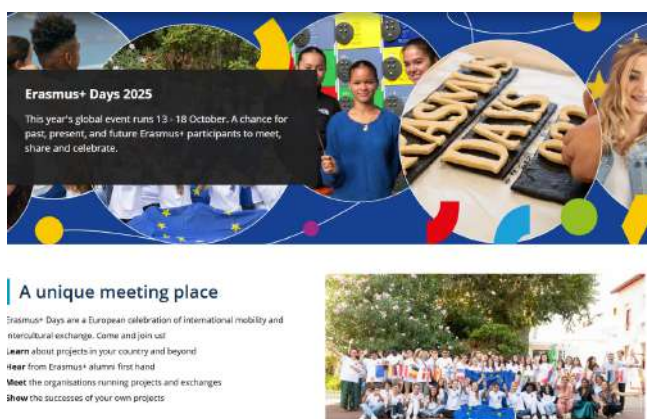 Erasmus+ Days 2025
This year's global event runs 13 - 18 October. A chance for
past, present, and future Erasmus+ participants to meet,
share and celebrate.
ERASMUS
DAYS
A unique meeting place
Erasmus+ Days are a European celebration of international mobility and
intercultural exchange. Come and join us!
Learn about projects in your country and beyond
Hear from Erasmus+ alumni first hand
Meet the organisations running projects and exchanges
Show the successes of your own projects